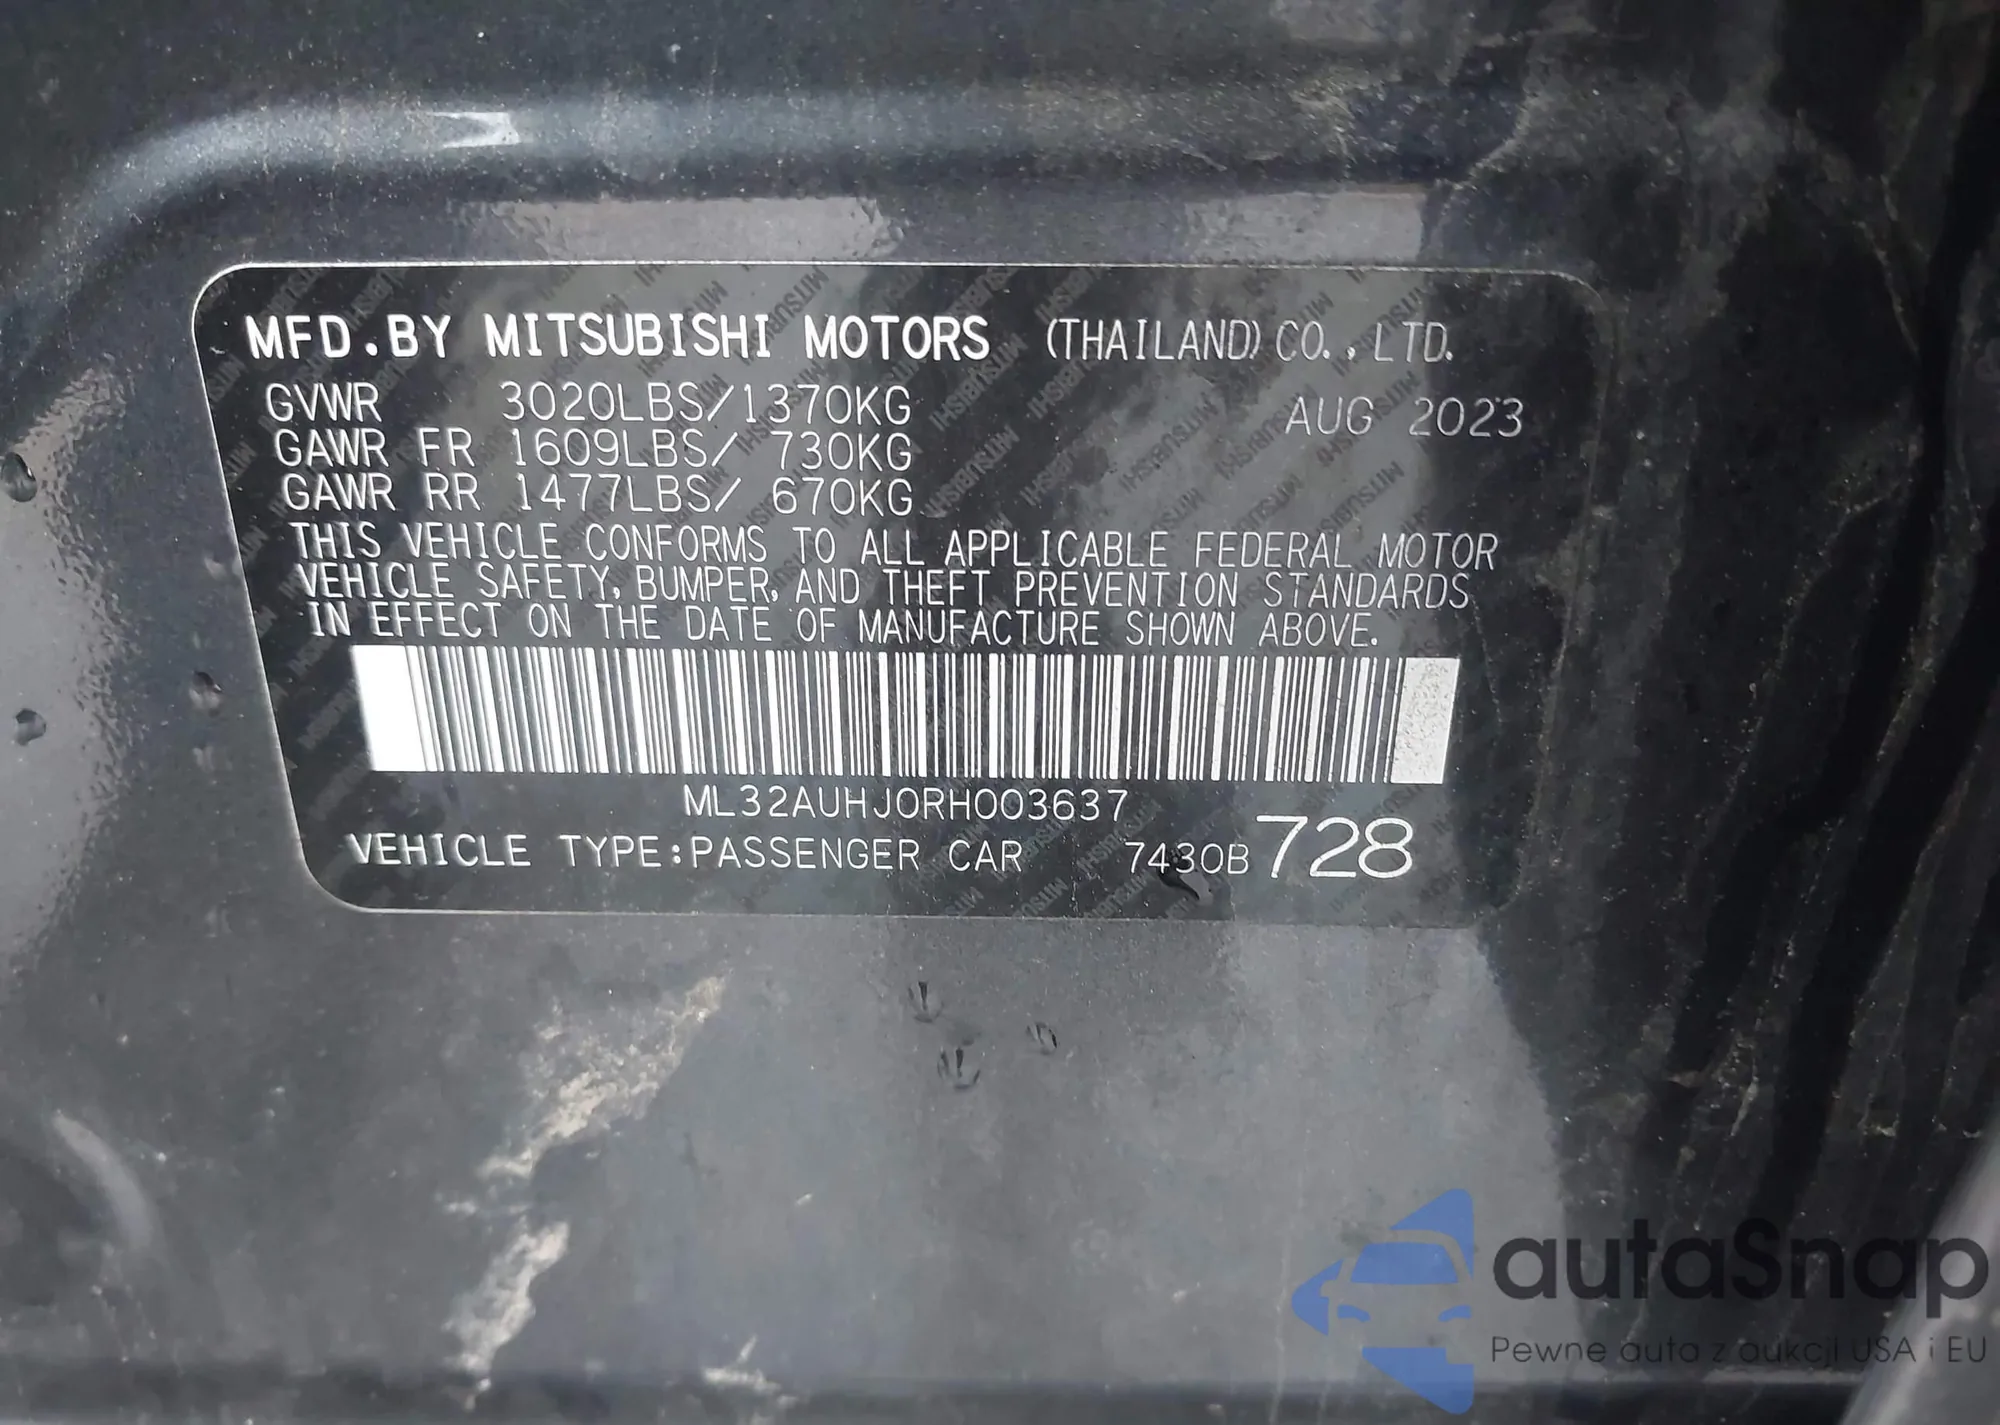 MFD.BY MITSUBISHI MOTORS (THAILAND) CO., LTD.
GVWR 3020LBS/1370KG AUG 2023
GAWR FR 1609LBS/ 730KG
GAWR RR 1477LBS/ 670KG
THIS VEHICLE CONFORMS TO ALL APPLICABLE FEDERAL MOTOR
VEHICLE SAFETY, BUMPER, AND THEFT PREVENTION STANDARDS
IN EFFECT ON THE DATE OF MANUFACTURE SHOWN ABOVE.
ML32AUHJ0RH003637
VEHICLE TYPE:PASSENGER CAR 7430B728
autaSnap
Pewne auta z aukcji USA i EU